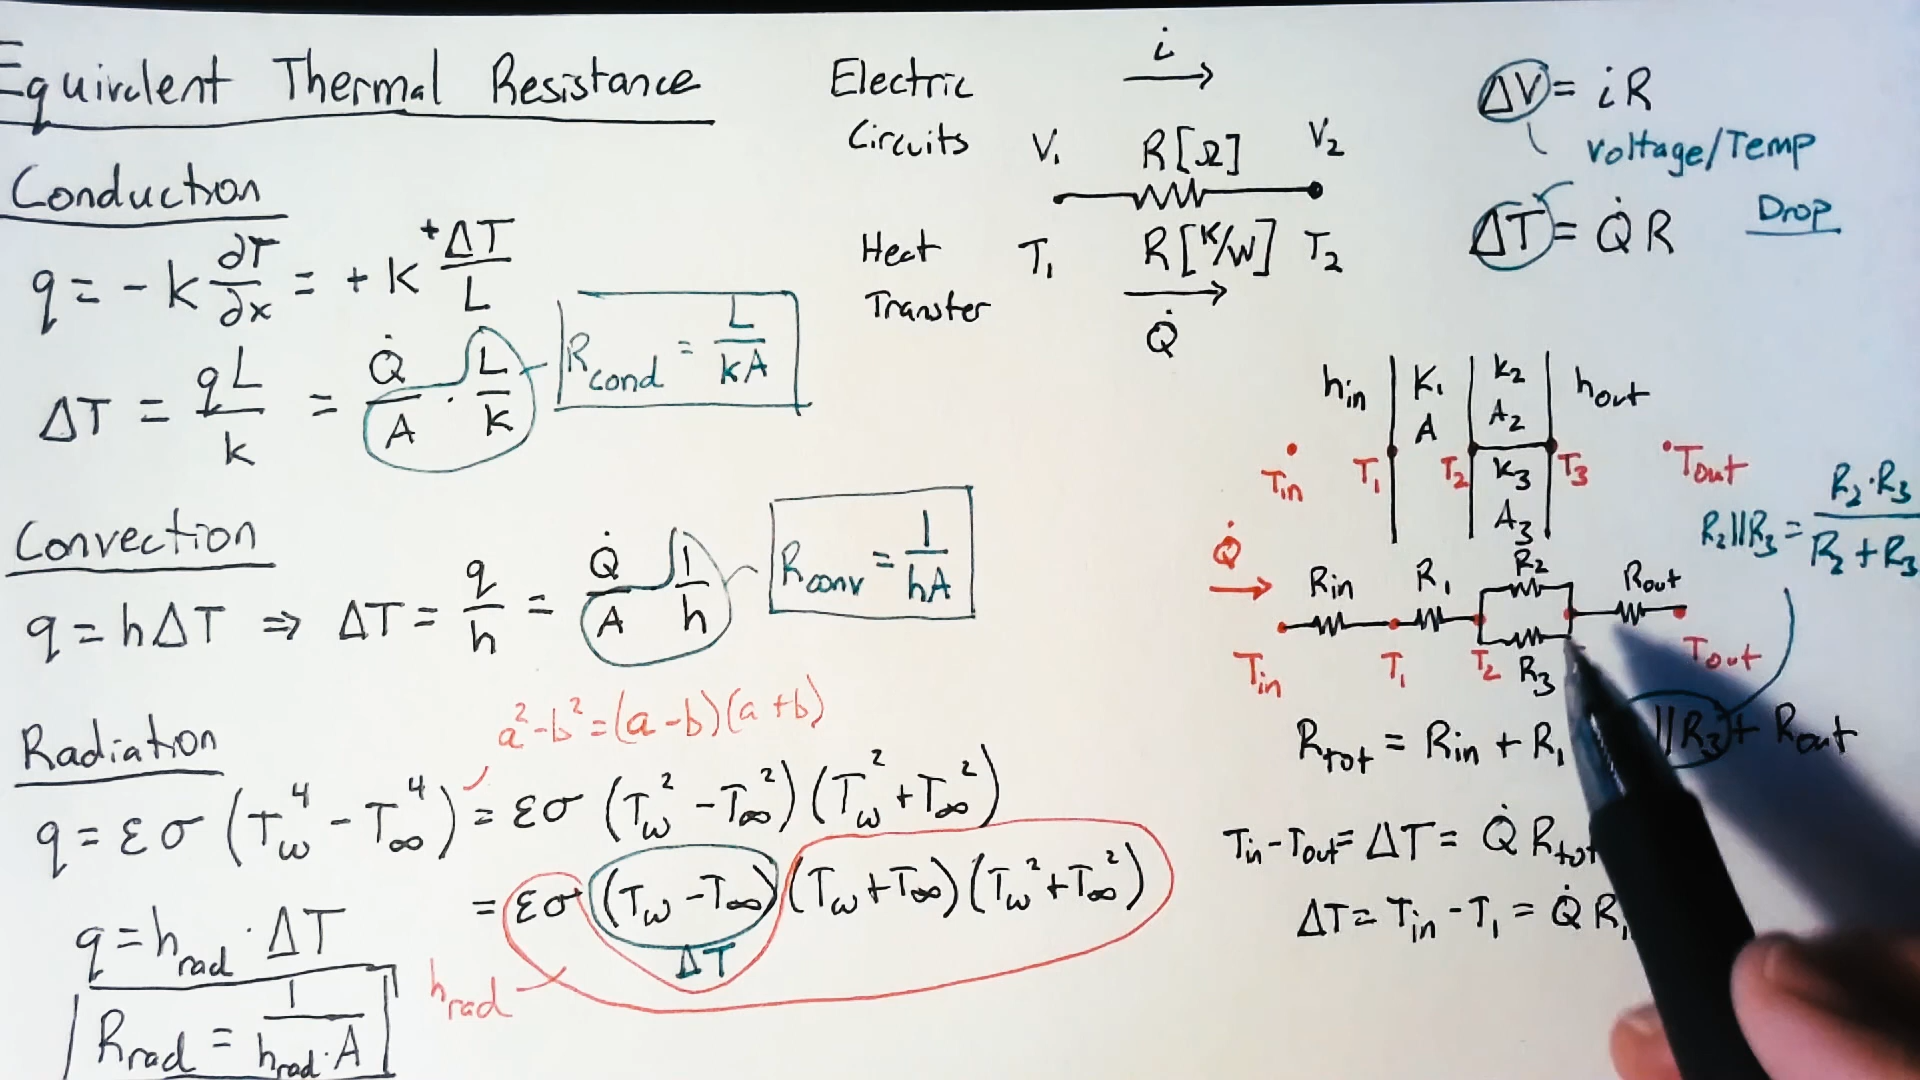 Equivalent Thermal Resistance
Conduction
q = - k ∂T/∂x = + k +ΔT/L
ΔT = qL/k = Q̇/A · L/k
R_cond = L/kA
Convection
q = hΔT ⇒ ΔT = q/h = Q̇/A 1/h
R_conv = 1/hA
Radiation
a² - b² = (a - b)(a + b)
q = εσ (T_w⁴ - T_∞⁴) = εσ (T_w² - T_∞²)(T_w² + T_∞²)
= εσ (T_w - T_∞)(T_w + T_∞)(T_w² + T_∞²)
ΔT
h_rad
q = h_rad · ΔT
R_rad = 1/h_rad·A
Electric
Circuits
i
V₁ R[Ω] V₂
Heat
Transfer
T₁ R[K/W] T₂
Q̇
ΔV = iR
Voltage/Temp
Drop
ΔT = Q̇R
h_in K₁ A k₂ A₂ h_out
T_in T₁ T₂ k₃ A₃ T₃ T_out
R₂||R₃ = R₂·R₃/R₂+R₃
Q̇
R_in R₁ R₂ R_out
T_in T₁ T₂ R₃ T_out
R_tot = R_in + R₁ ||R₃ + R_out
T_in - T_out = ΔT = Q̇ R_tot
ΔT = T_in - T₁ = Q̇ R